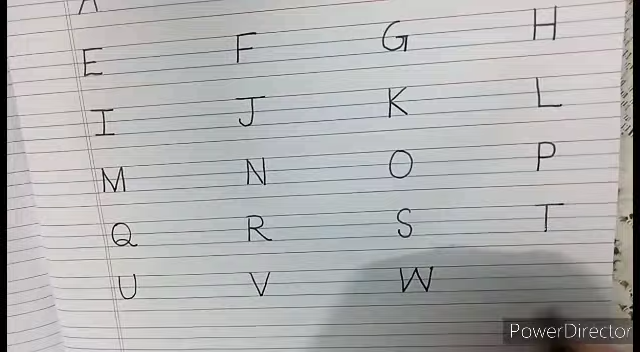 A
E F G H
I J K L
M N O P
Q R S T
U V W
PowerDirector